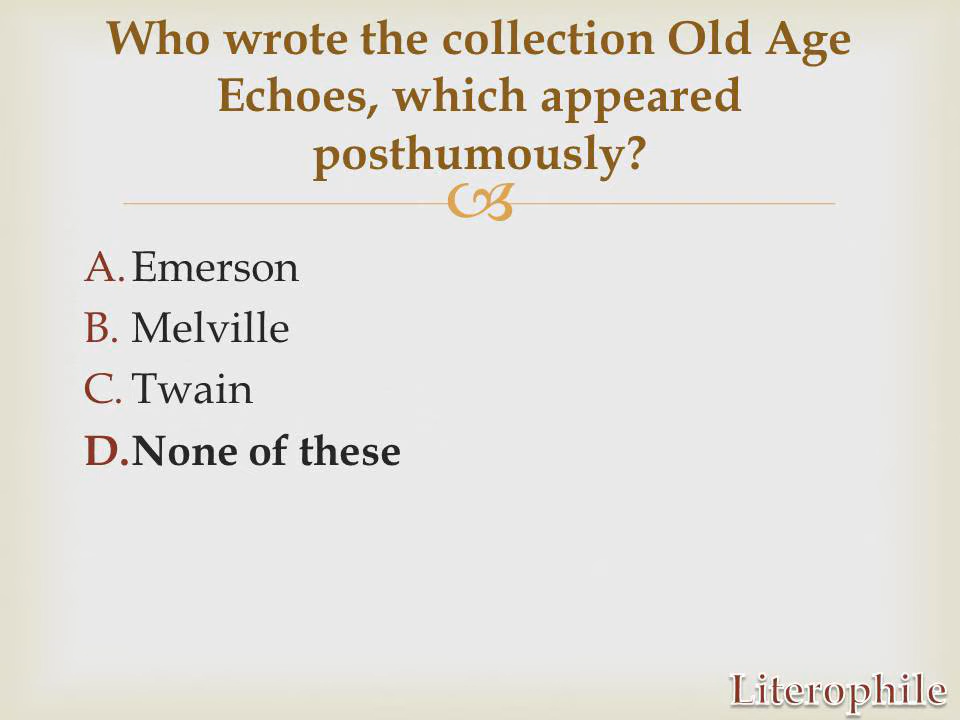 Who wrote the collection Old Age
Echoes, which appeared
posthumously?
A. Emerson
B. Melville
C. Twain
D. None of these
Literophile